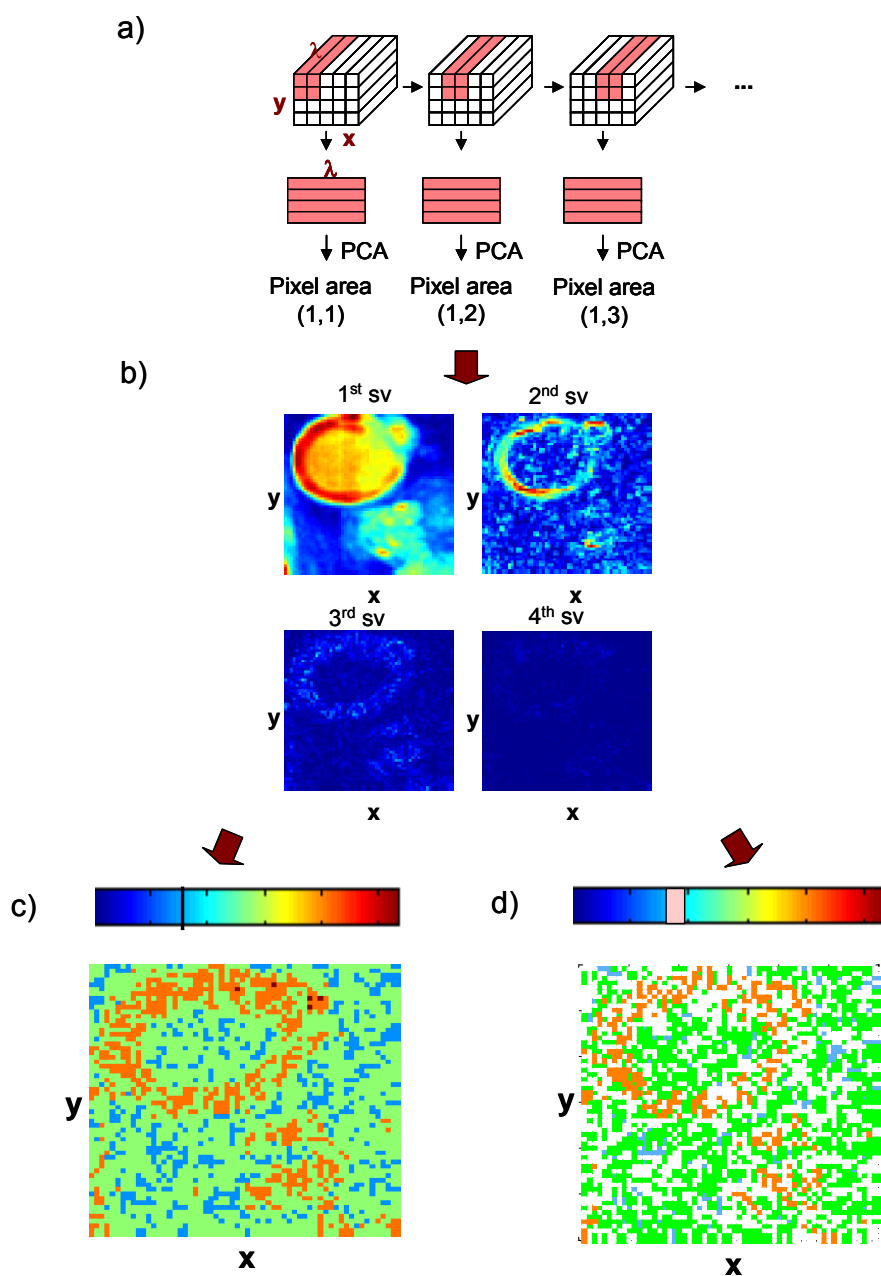 a)
λ
y
x
...
λ
PCA PCA PCA
Pixel area Pixel area Pixel area
(1,1) (1,2) (1,3)
b)
1st sv 2nd sv
y y
x x
3rd sv 4th sv
y y
x x
c) d)
y y
x x